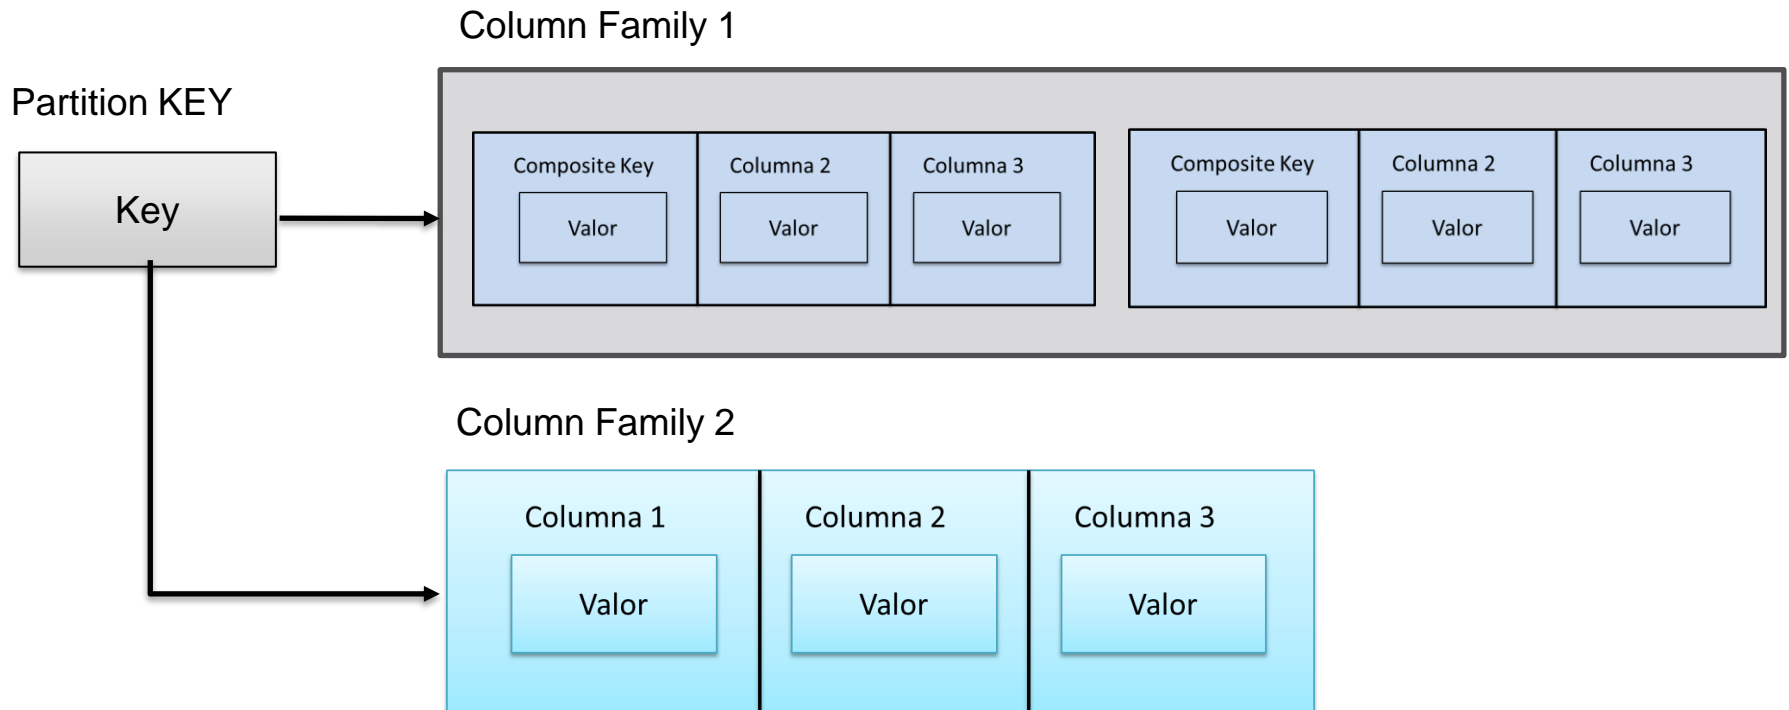 Column Family 1
Partition KEY
Key
Composite Key Columna 2 Columna 3
Valor Valor Valor
Composite Key Columna 2 Columna 3
Valor Valor Valor
Column Family 2
Columna 1 Columna 2 Columna 3
Valor Valor Valor